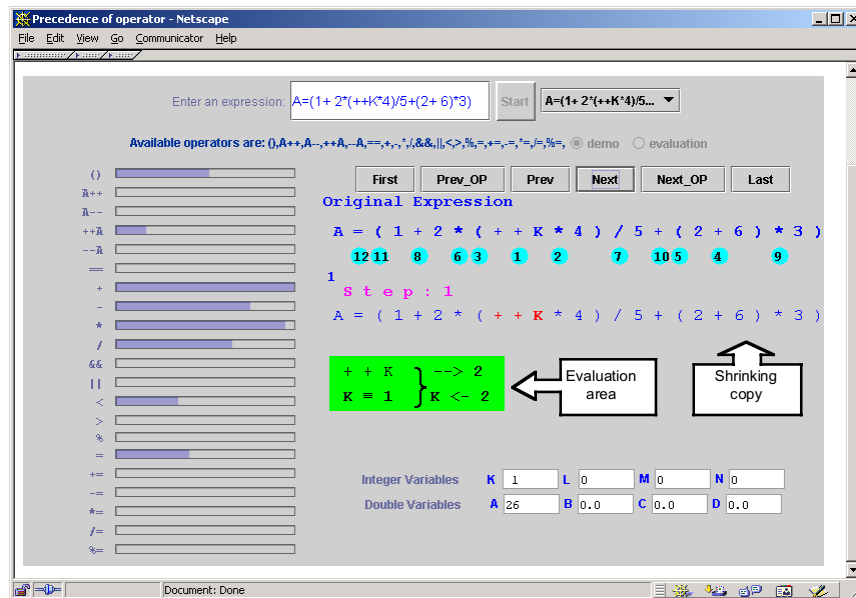 Precedence of operator - Netscape
File Edit View Go Communicator Help
Enter an expression: A=(1+ 2*(++K*4)/5+(2+ 6)*3) Start A=(1+ 2*(++K*4)/5...
Available operators are: (),A++,A--,++A,--A,==,+,-,*,/,&&,||,<,>,%,=,+=,-=,*=,/=,%=, demo evaluation
First Prev_OP Prev Next Next_OP Last
()
A++
A--
++A
--A
==
+
-
*
/
&&
||
<
>
%
=
+=
-=
*=
/=
%=
Original Expression
A = ( 1 + 2 * ( + + K * 4 ) / 5 + ( 2 + 6 ) * 3 )
12 11 8 6 3 1 2 7 10 5 4 9
1
Step:1
A = ( 1 + 2 * ( + + K * 4 ) / 5 + ( 2 + 6 ) * 3 )
+ + K } --> 2
K = 1 K <- 2
Evaluation
area
Shrinking
copy
Integer Variables K 1 L 0 M 0 N 0
Double Variables A 26 B 0.0 C 0.0 D 0.0
Document: Done